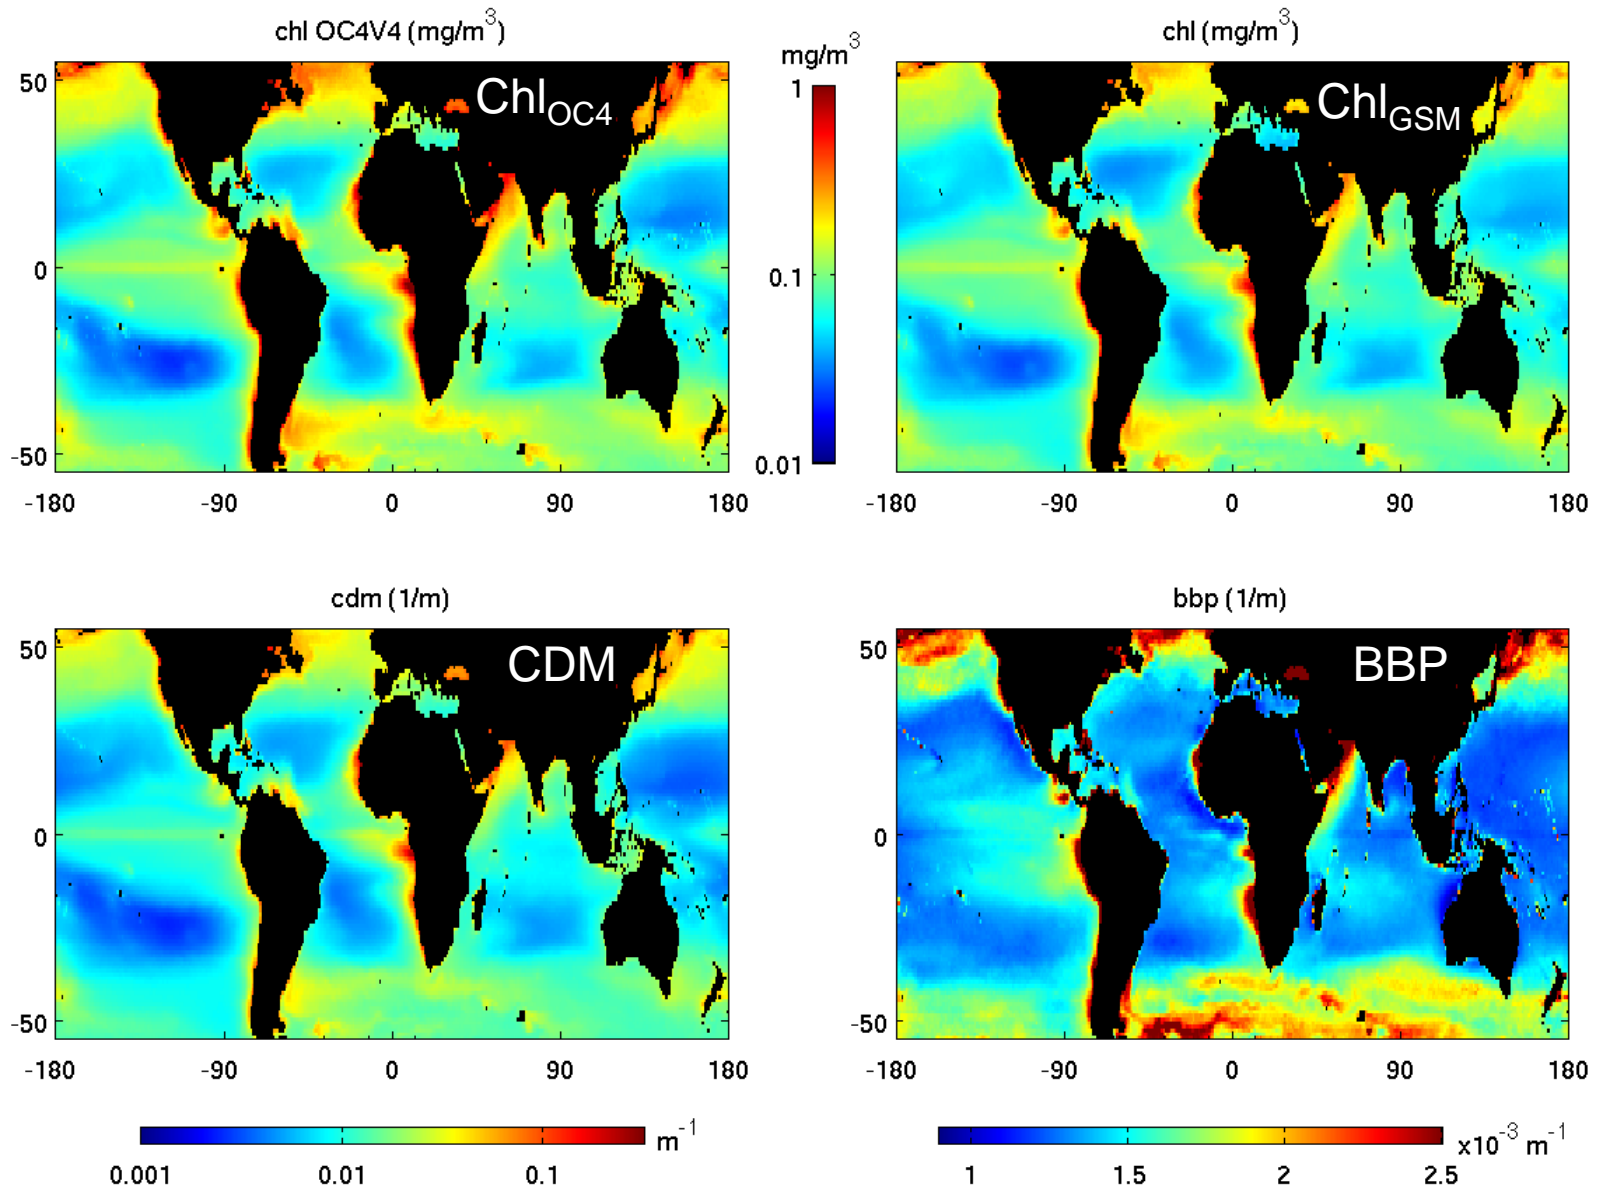 chl OC4V4 (mg/m³)
mg/m³
chl (mg/m³)
50
0
-50
Chl_OC4
1
0.1
0.01
Chl_GSM
-180 -90 0 90 180
-180 -90 0 90 180
cdm (1/m)
bbp (1/m)
50
0
-50
CDM
50
0
-50
BBP
-180 -90 0 90 180
-180 -90 0 90 180
0.001 0.01 0.1
m⁻¹
1 1.5 2 2.5
x10⁻³ m⁻¹